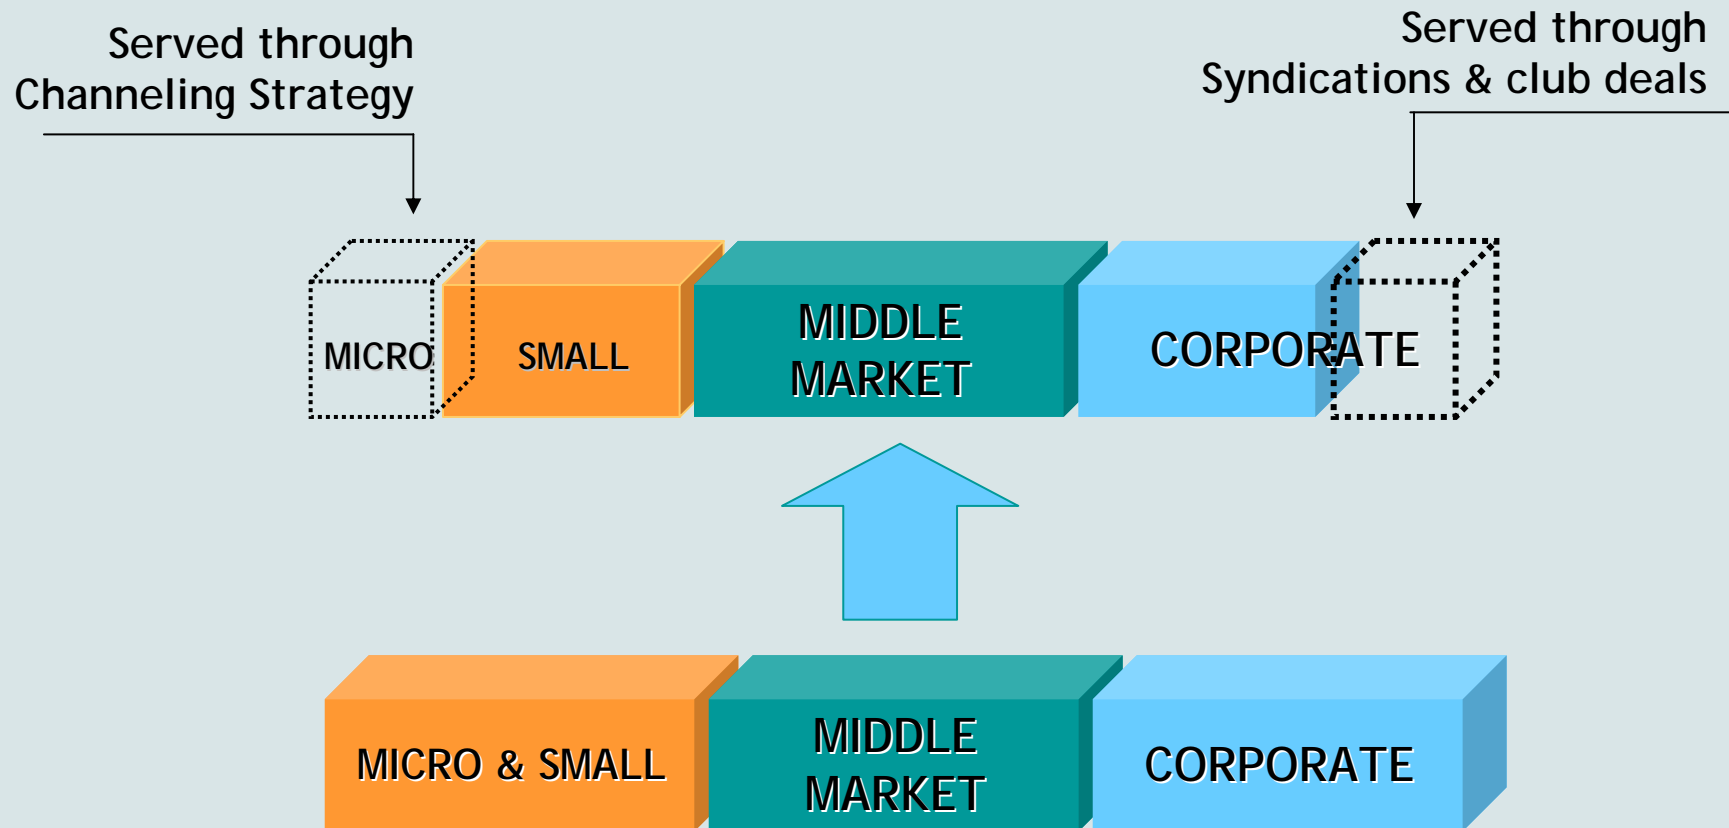 Served through
Channeling Strategy
Served through
Syndications & club deals
MICRO
SMALL
MIDDLE
MARKET
CORPORATE
MICRO & SMALL
MIDDLE
MARKET
CORPORATE